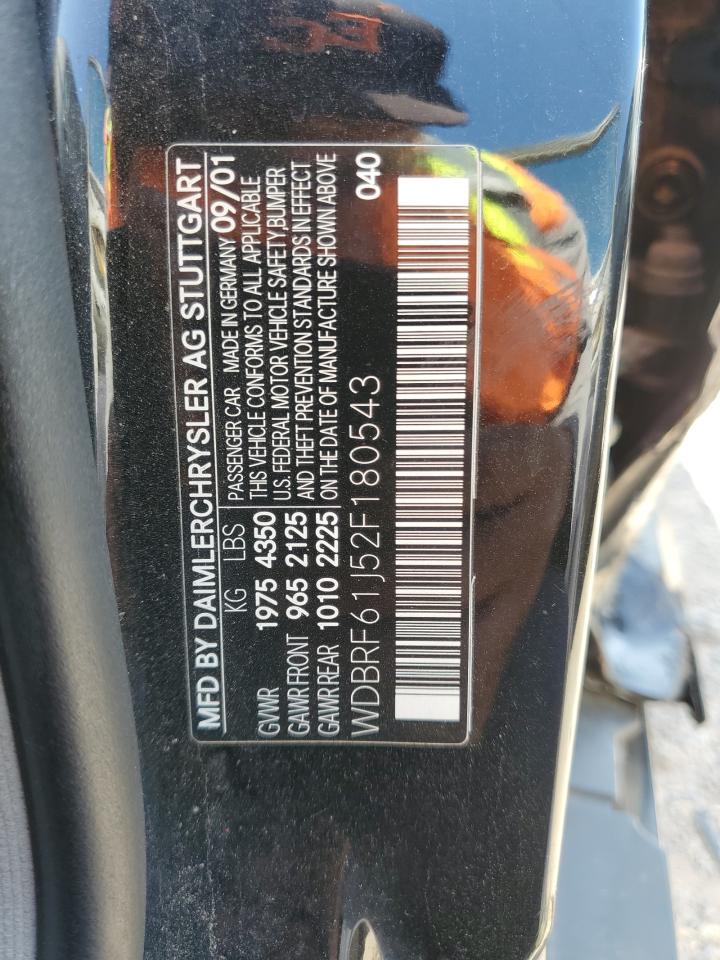 MFD BY DAIMLERCHRYSLER AG STUTTGART
KG LBS PASSENGER CAR MADE IN GERMANY 09/01
GVWR 1975 4350 THIS VEHICLE CONFORMS TO ALL APPLICABLE
GAWR FRONT 965 2125 U.S. FEDERAL MOTOR VEHICLE SAFETY,BUMPER
AND THEFT PREVENTION STANDARDS IN EFFECT
GAWR REAR 1010 2225 ON THE DATE OF MANUFACTURE SHOWN ABOVE
WDBRF61J52F180543 040